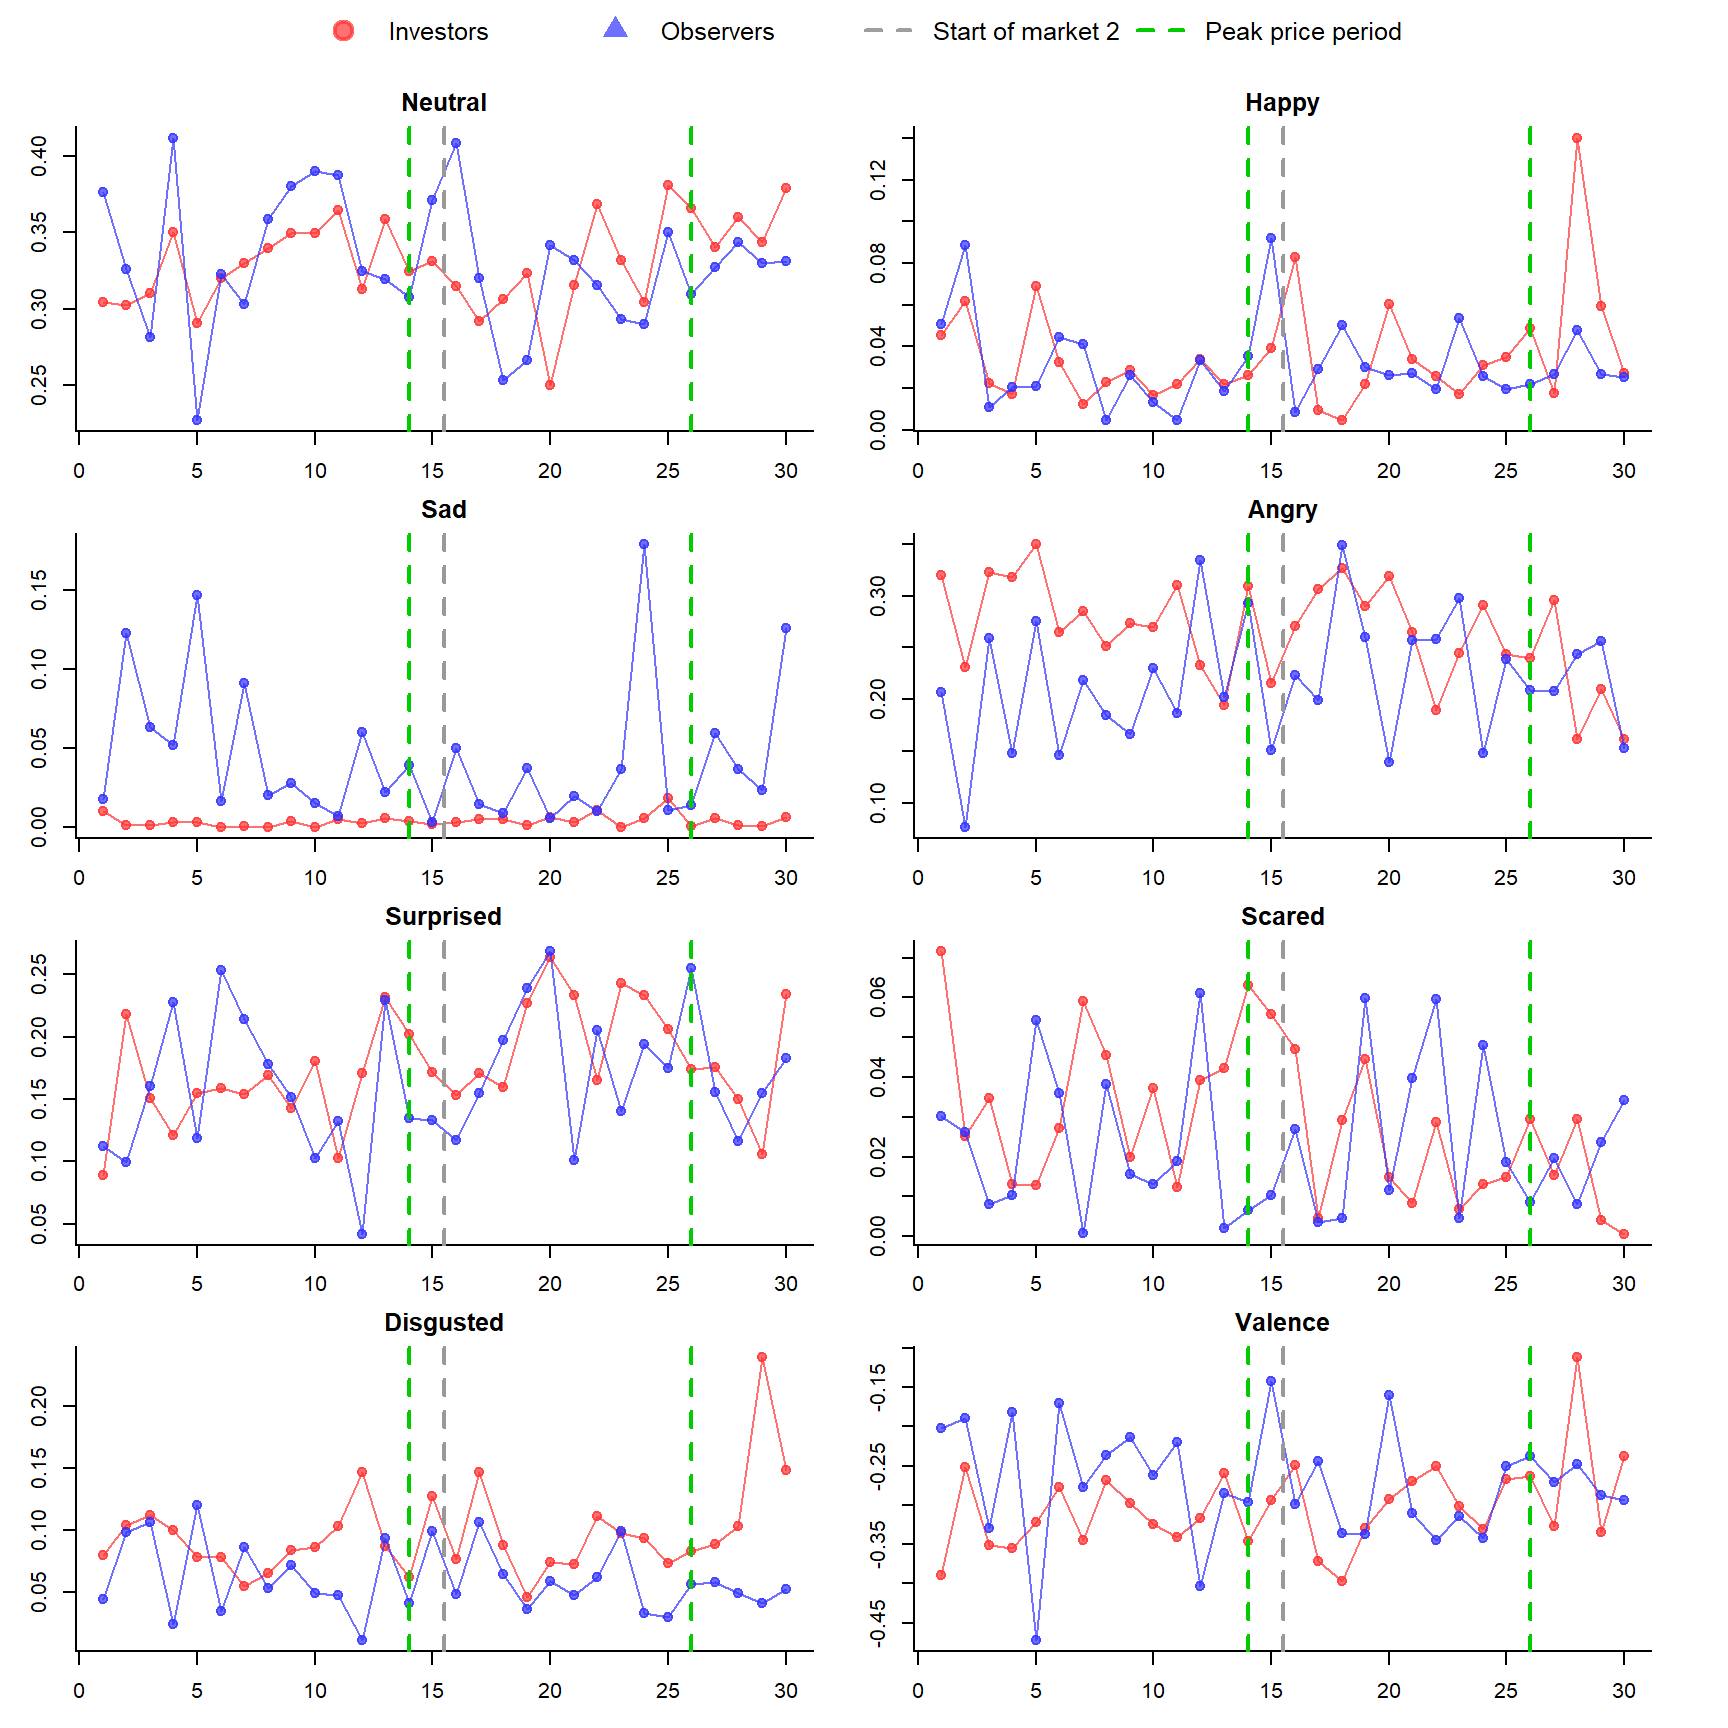 Investors Observers Start of market 2 Peak price period
Neutral Happy
0.40
0.35
0.30
0.25
0 5 10 15 20 25 30
0.12
0.08
0.04
0.00
0 5 10 15 20 25 30
Sad Angry
0.15
0.10
0.05
0.00
0 5 10 15 20 25 30
0.30
0.20
0.10
0 5 10 15 20 25 30
Surprised Scared
0.25
0.20
0.15
0.10
0.05
0 5 10 15 20 25 30
0.06
0.04
0.02
0.00
0 5 10 15 20 25 30
Disgusted Valence
0.20
0.15
0.10
0.05
0 5 10 15 20 25 30
-0.15
-0.25
-0.35
-0.45
0 5 10 15 20 25 30